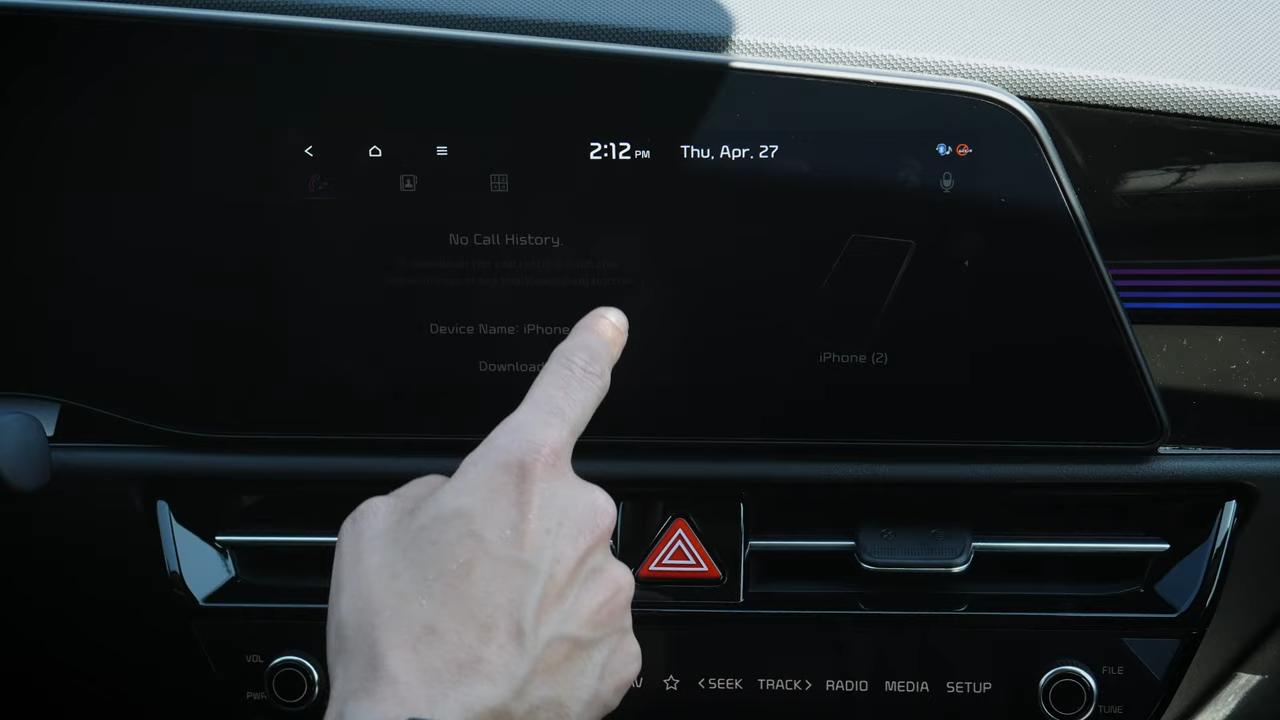 2:12 PM Thu, Apr. 27
No Call History.
Device Name: iPhone
Download
iPhone (2)
VOL
PWR
< SEEK TRACK > RADIO MEDIA SETUP
FILE
TUNE